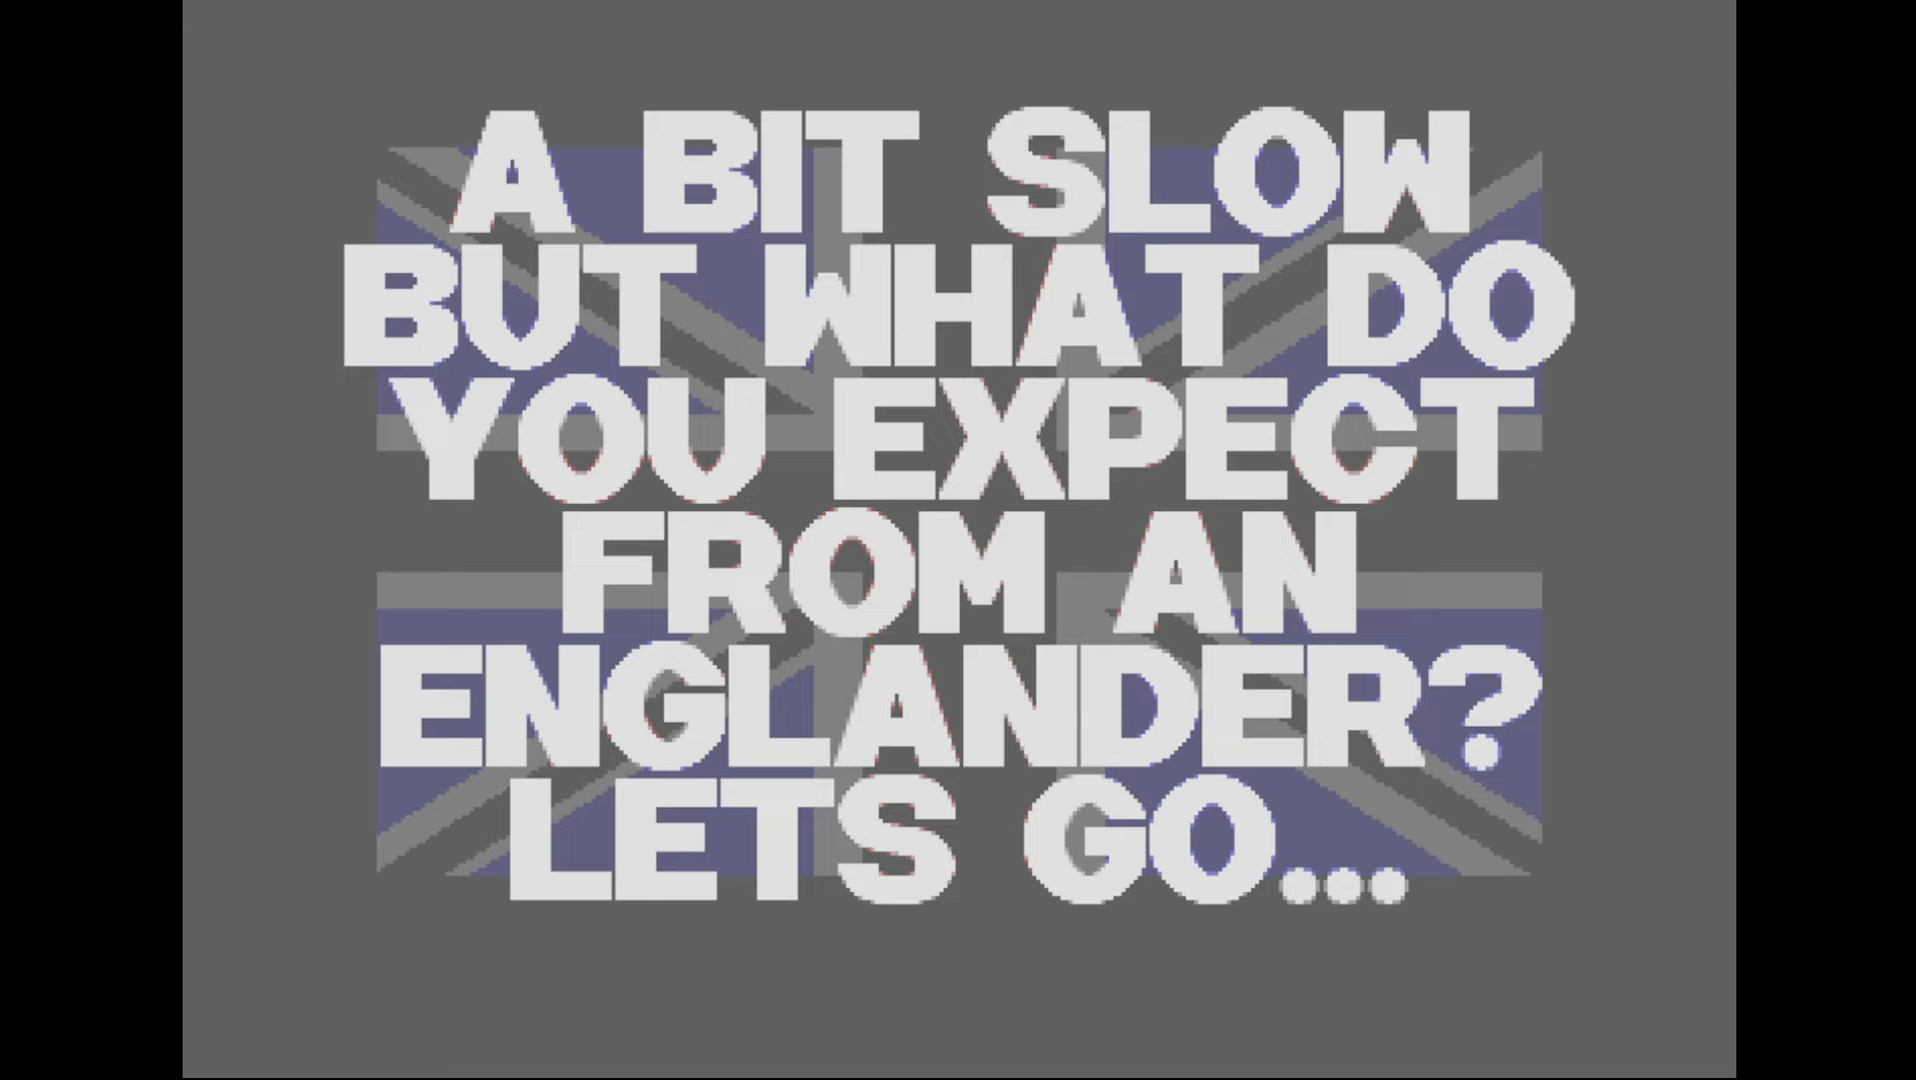 A BIT SLOW
BUT WHAT DO
YOU EXPECT
FROM AN
ENGLANDER?
LETS GO...